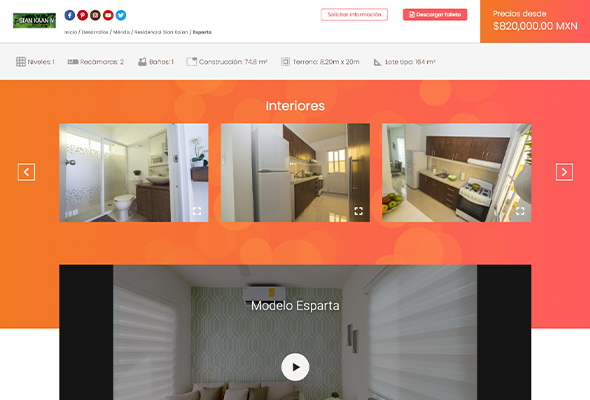 SIAN KAAN IV
Solicitar información
Descargar folleto
Precios desde
$820,000.00 MXN
Inicio / Desarrollos / Mérida / Residencial Sian Kaan / Esparta
Niveles: 1
Recámaras: 2
Baños: 1
Construcción: 74.8 m²
Terreno: 8.20m x 20m
Lote tipo: 164 m²
Interiores
Modelo Esparta